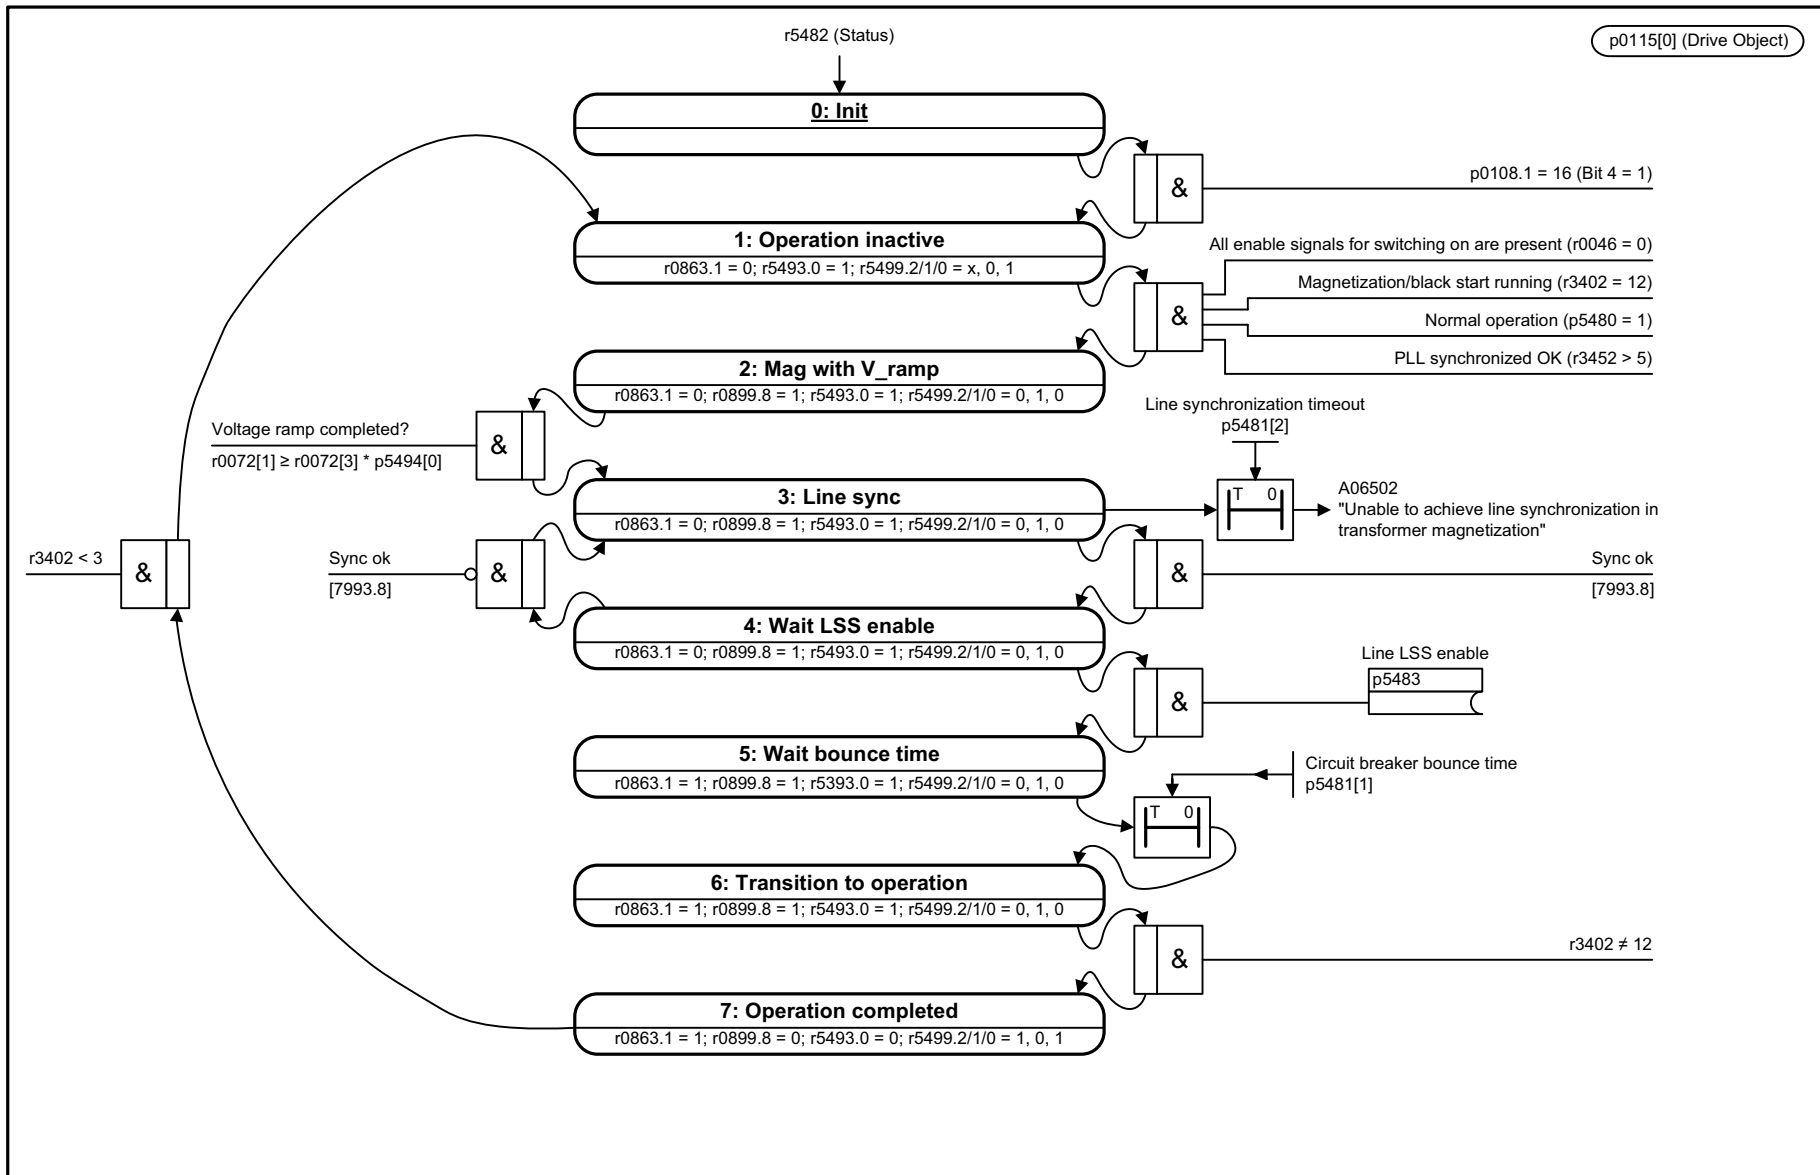 r5482 (Status)
p0115[0] (Drive Object)
0: Init
&
p0108.1 = 16 (Bit 4 = 1)
1: Operation inactive
r0863.1 = 0; r5493.0 = 1; r5499.2/1/0 = x, 0, 1
&
All enable signals for switching on are present (r0046 = 0)
Magnetization/black start running (r3402 = 12)
Normal operation (p5480 = 1)
PLL synchronized OK (r3452 > 5)
2: Mag with V_ramp
r0863.1 = 0; r0899.8 = 1; r5493.0 = 1; r5499.2/1/0 = 0, 1, 0
Voltage ramp completed?
r0072[1] ≥ r0072[3] * p5494[0]
&
Line synchronization timeout
p5481[2]
3: Line sync
r0863.1 = 0; r0899.8 = 1; r5493.0 = 1; r5499.2/1/0 = 0, 1, 0
T 0
A06502
"Unable to achieve line synchronization in
transformer magnetization"
r3402 < 3
&
Sync ok
[7993.8]
&
&
Sync ok
[7993.8]
4: Wait LSS enable
r0863.1 = 0; r0899.8 = 1; r5493.0 = 1; r5499.2/1/0 = 0, 1, 0
&
Line LSS enable
p5483
5: Wait bounce time
r0863.1 = 1; r0899.8 = 1; r5393.0 = 1; r5499.2/1/0 = 0, 1, 0
Circuit breaker bounce time
p5481[1]
T 0
6: Transition to operation
r0863.1 = 1; r0899.8 = 1; r5493.0 = 1; r5499.2/1/0 = 0, 1, 0
&
r3402 ≠ 12
7: Operation completed
r0863.1 = 1; r0899.8 = 0; r5493.0 = 0; r5499.2/1/0 = 1, 0, 1